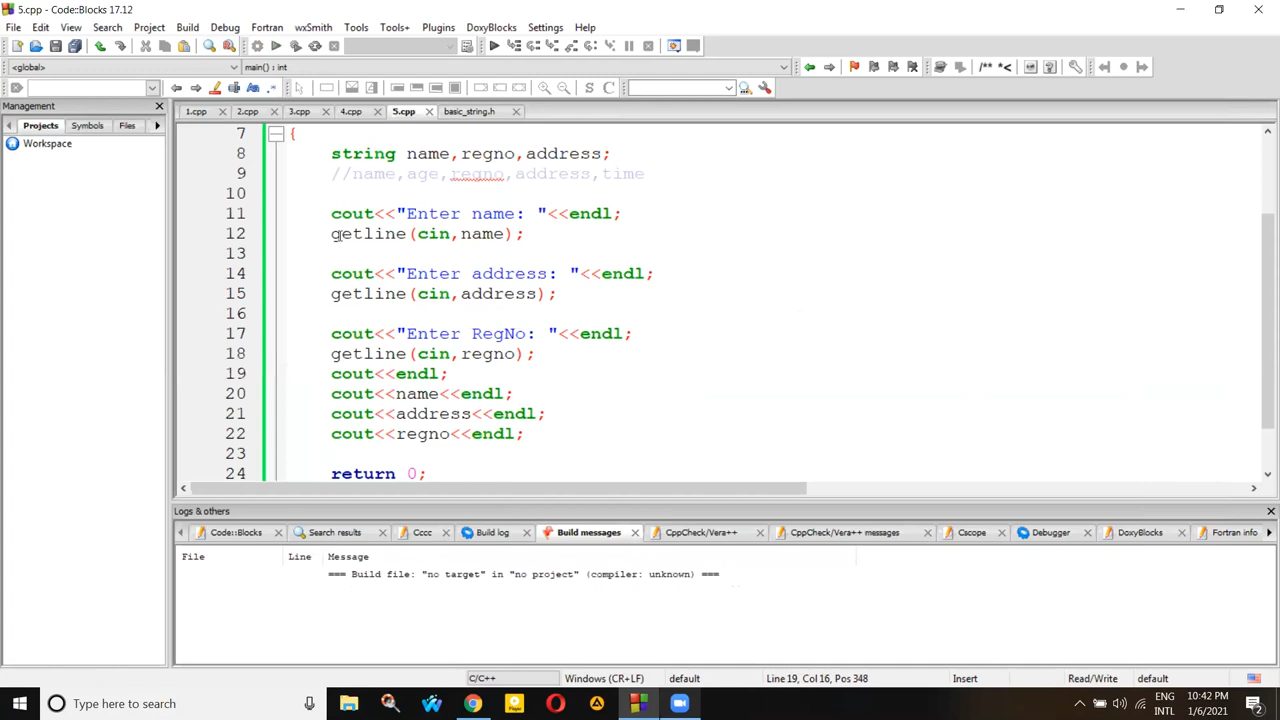 5.cpp - Code::Blocks 17.12
File Edit View Search Project Build Debug Fortran wxSmith Tools Tools+ Plugins DoxyBlocks Settings Help
<global> main() : int
/** *<
S C
Management
Projects Symbols Files
Workspace
1.cpp 2.cpp 3.cpp 4.cpp 5.cpp basic_string.h
7 {
8 string name,regno,address;
9 //name,age,regno,address,time
10
11 cout<<"Enter name: "<<endl;
12 getline(cin,name);
13
14 cout<<"Enter address: "<<endl;
15 getline(cin,address);
16
17 cout<<"Enter RegNo: "<<endl;
18 getline(cin,regno);
19 cout<<endl;
20 cout<<name<<endl;
21 cout<<address<<endl;
22 cout<<regno<<endl;
23
24 return 0;
Logs & others
Code::Blocks Search results Cccc Build log Build messages CppCheck/Vera++ CppCheck/Vera++ messages Cscope Debugger DoxyBlocks Fortran info
File Line Message
=== Build file: "no target" in "no project" (compiler: unknown) ===
C/C++ Windows (CR+LF) default Line 19, Col 16, Pos 348 Insert Read/Write default
Type here to search
ENG
INTL
10:42 PM
1/6/2021